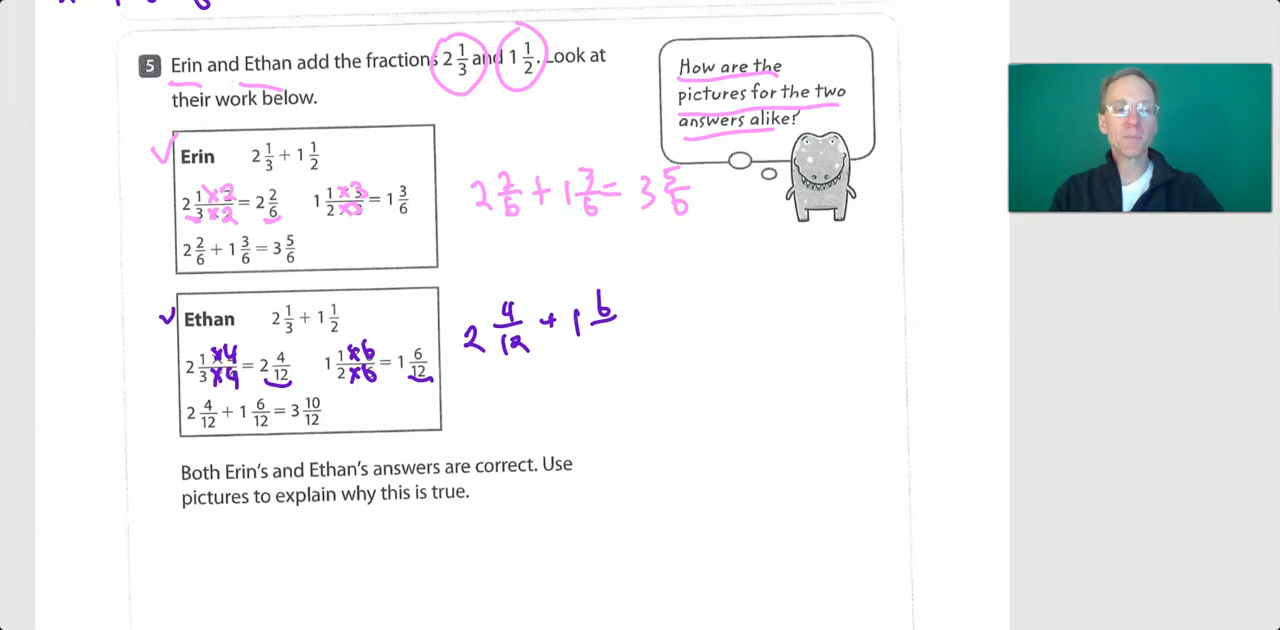 5 Erin and Ethan add the fractions 2 1/3 and 1 1/2. Look at
their work below.
How are the
pictures for the two
answers alike?
Erin 2 1/3 + 1 1/2
2 1/3 ×2/×2 = 2 2/6 1 1/2 ×3/×3 = 1 3/6
2 2/6 + 1 3/6 = 3 5/6
2 2/6 + 1 3/6 = 3 5/6
Ethan 2 1/3 + 1 1/2
2 1/3 ×4/×4 = 2 4/12 1 1/2 ×6/×6 = 1 6/12
2 4/12 + 1 6/12 = 3 10/12
2 4/12 + 1 6/
Both Erin's and Ethan's answers are correct. Use
pictures to explain why this is true.